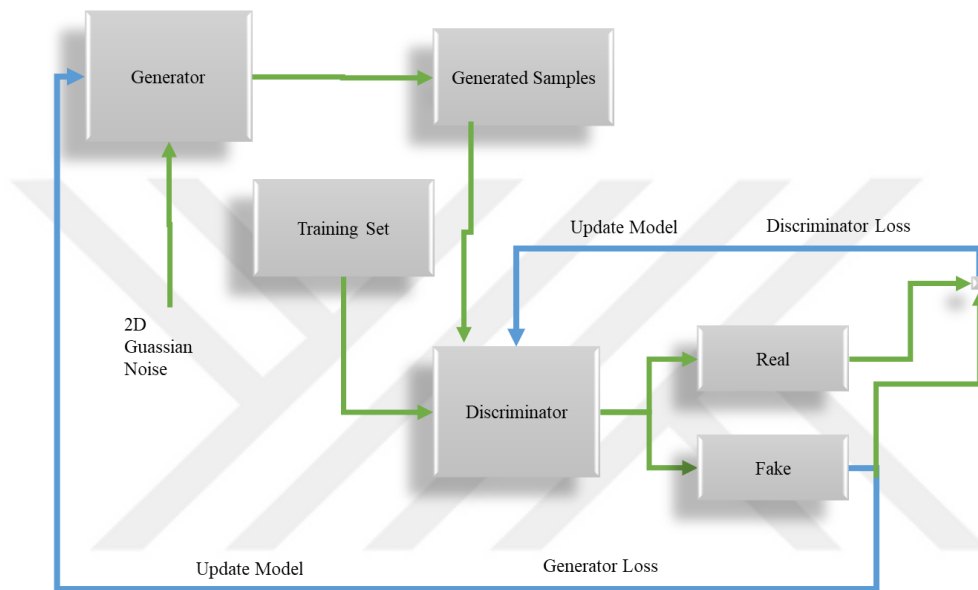 Generator
Generated Samples
Training Set
Update Model
Discriminator Loss
2D
Guassian
Noise
Real
Discriminator
Fake
Update Model
Generator Loss